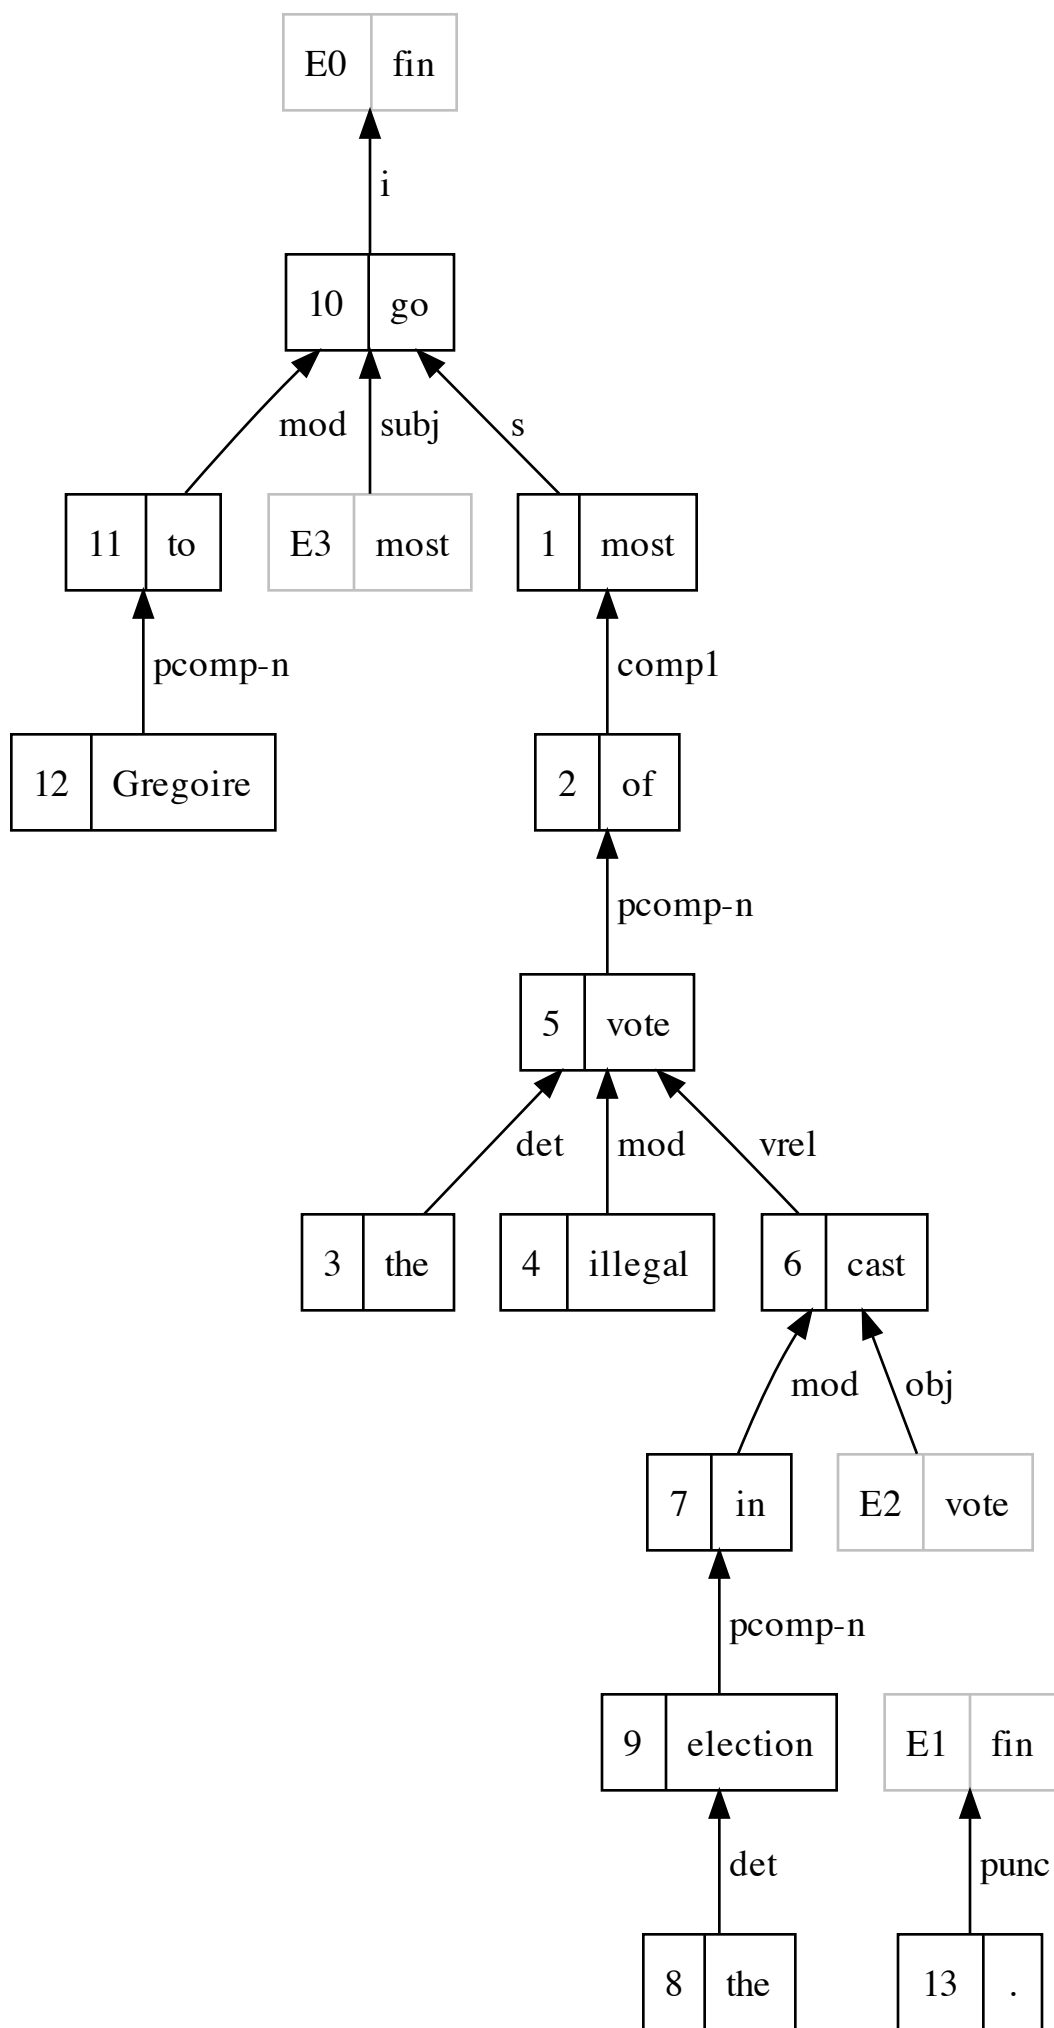 E0 fin
i
10 go
mod subj s
11 to E3 most 1 most
pcomp-n comp1
12 Gregoire 2 of
pcomp-n
5 vote
det mod vrel
3 the 4 illegal 6 cast
mod obj
7 in E2 vote
pcomp-n
9 election E1 fin
det punc
8 the 13 .